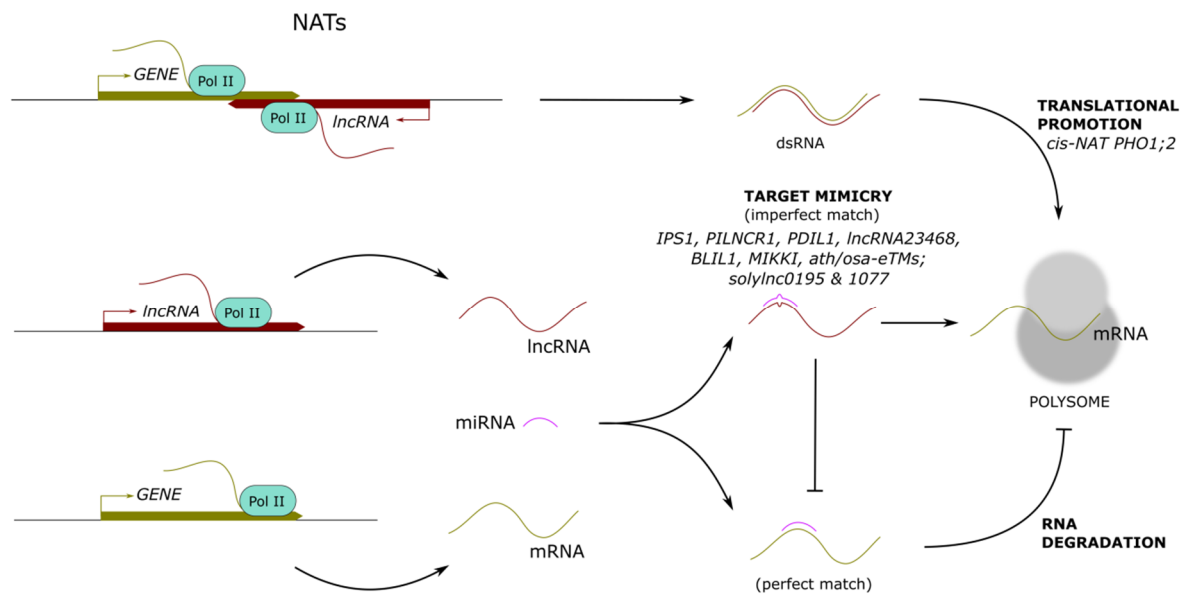 NATs
GENE
Pol II
Pol II
lncRNA
dsRNA
TRANSLATIONAL
PROMOTION
cis-NAT PHO1;2
TARGET MIMICRY
(imperfect match)
IPS1, PILNCR1, PDIL1, lncRNA23468,
BLIL1, MIKKI, ath/osa-eTMs;
solylnc0195 & 1077
lncRNA
Pol II
lncRNA
mRNA
POLYSOME
miRNA
GENE
Pol II
mRNA
(perfect match)
RNA
DEGRADATION